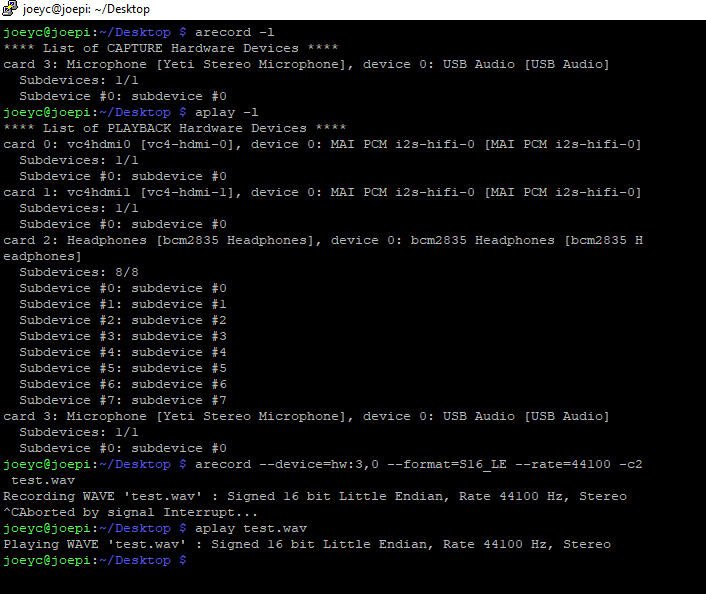 joeyc@joepi: ~/Desktop
joeyc@joepi:~/Desktop $ arecord -l
**** List of CAPTURE Hardware Devices ****
card 3: Microphone [Yeti Stereo Microphone], device 0: USB Audio [USB Audio]
  Subdevices: 1/1
  Subdevice #0: subdevice #0
joeyc@joepi:~/Desktop $ aplay -l
**** List of PLAYBACK Hardware Devices ****
card 0: vc4hdmi0 [vc4-hdmi-0], device 0: MAI PCM i2s-hifi-0 [MAI PCM i2s-hifi-0]
  Subdevices: 1/1
  Subdevice #0: subdevice #0
card 1: vc4hdmi1 [vc4-hdmi-1], device 0: MAI PCM i2s-hifi-0 [MAI PCM i2s-hifi-0]
  Subdevices: 1/1
  Subdevice #0: subdevice #0
card 2: Headphones [bcm2835 Headphones], device 0: bcm2835 Headphones [bcm2835 H
eadphones]
  Subdevices: 8/8
  Subdevice #0: subdevice #0
  Subdevice #1: subdevice #1
  Subdevice #2: subdevice #2
  Subdevice #3: subdevice #3
  Subdevice #4: subdevice #4
  Subdevice #5: subdevice #5
  Subdevice #6: subdevice #6
  Subdevice #7: subdevice #7
card 3: Microphone [Yeti Stereo Microphone], device 0: USB Audio [USB Audio]
  Subdevices: 1/1
  Subdevice #0: subdevice #0
joeyc@joepi:~/Desktop $ arecord --device=hw:3,0 --format=S16_LE --rate=44100 -c2
 test.wav
Recording WAVE 'test.wav' : Signed 16 bit Little Endian, Rate 44100 Hz, Stereo
^CAborted by signal Interrupt...
joeyc@joepi:~/Desktop $ aplay test.wav
Playing WAVE 'test.wav' : Signed 16 bit Little Endian, Rate 44100 Hz, Stereo
joeyc@joepi:~/Desktop $